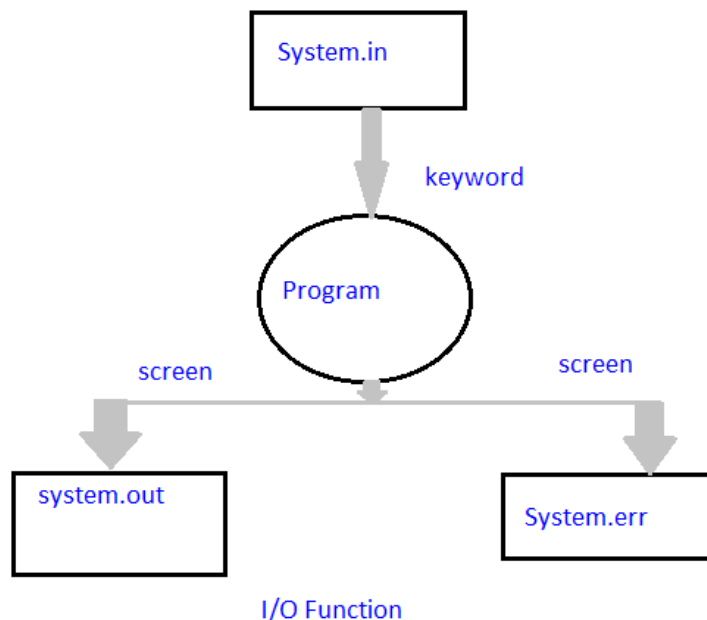 System.in
keyword
Program
screen
screen
system.out
System.err
I/O Function